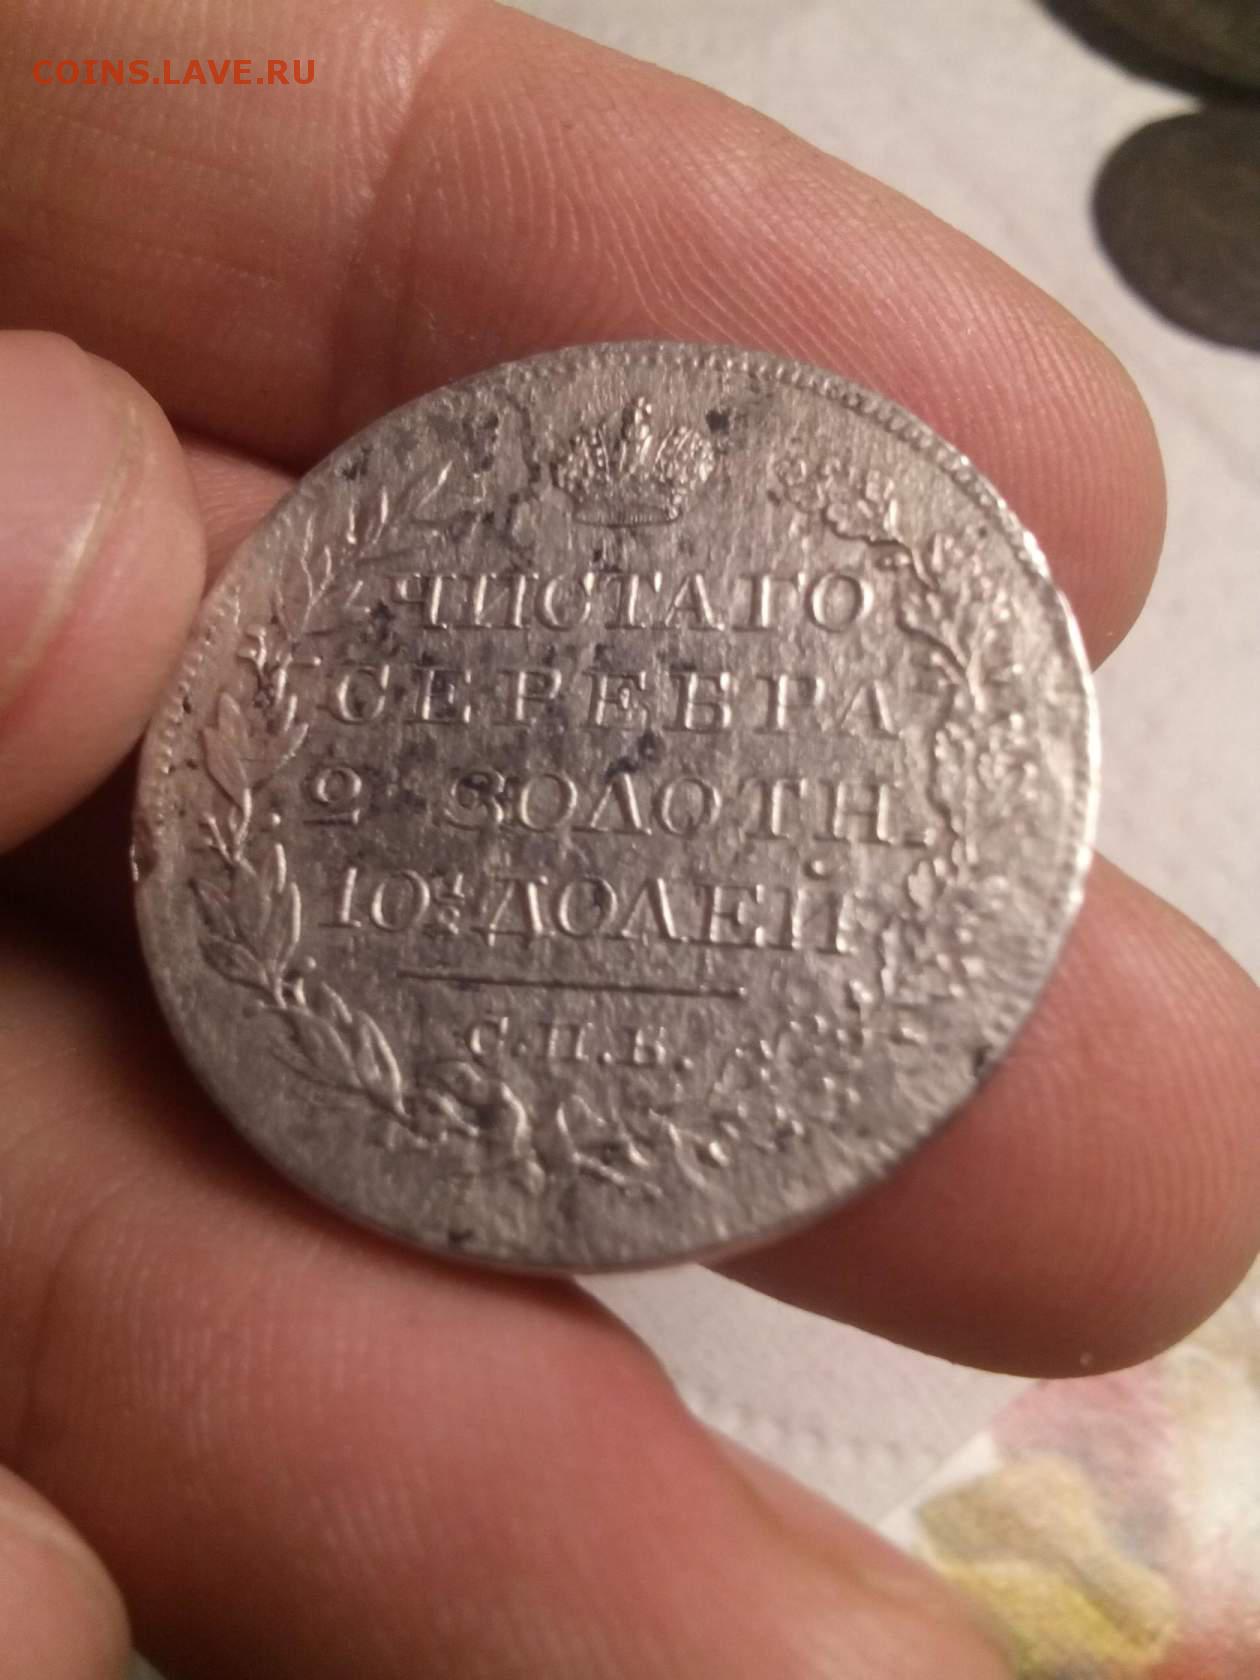 COINS.LAVE.RU
ЧИСТАГО
СЕРЕБРА
2 ЗОЛОТН.
10½ ДОЛЕЙ
С.П.Б.